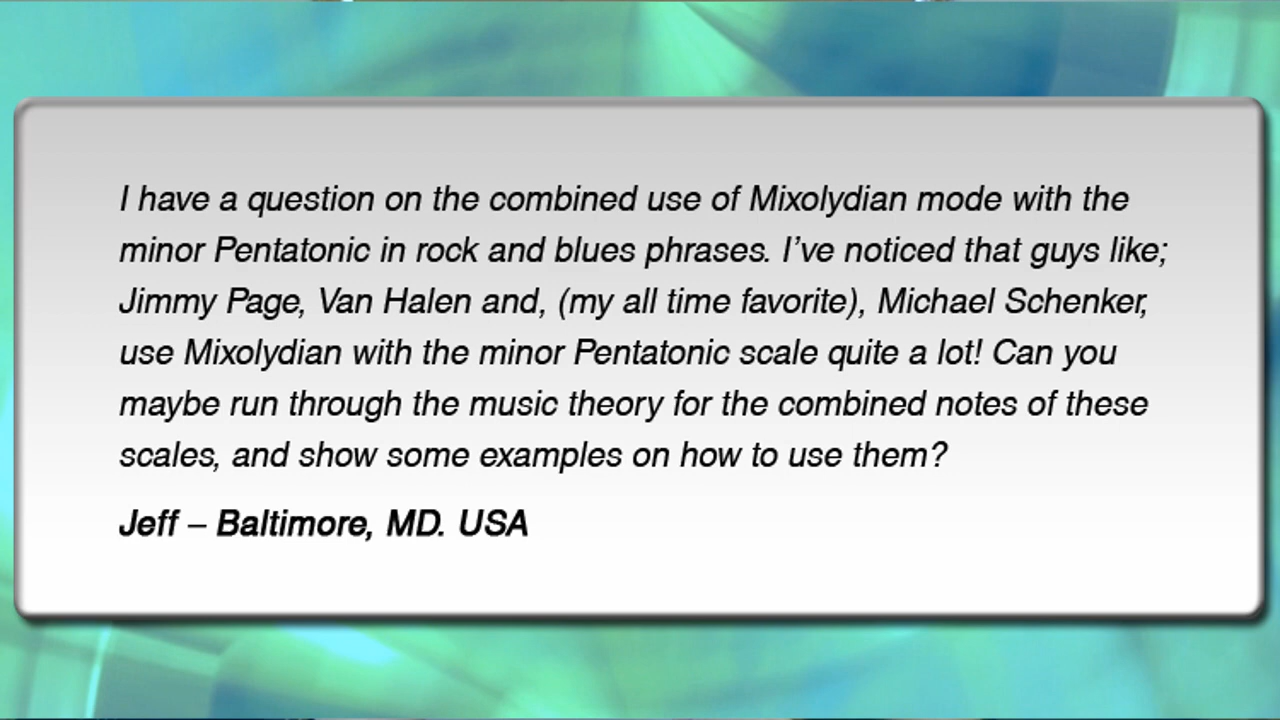 I have a question on the combined use of Mixolydian mode with the
minor Pentatonic in rock and blues phrases. I’ve noticed that guys like;
Jimmy Page, Van Halen and, (my all time favorite), Michael Schenker,
use Mixolydian with the minor Pentatonic scale quite a lot! Can you
maybe run through the music theory for the combined notes of these
scales, and show some examples on how to use them?
Jeff – Baltimore, MD. USA